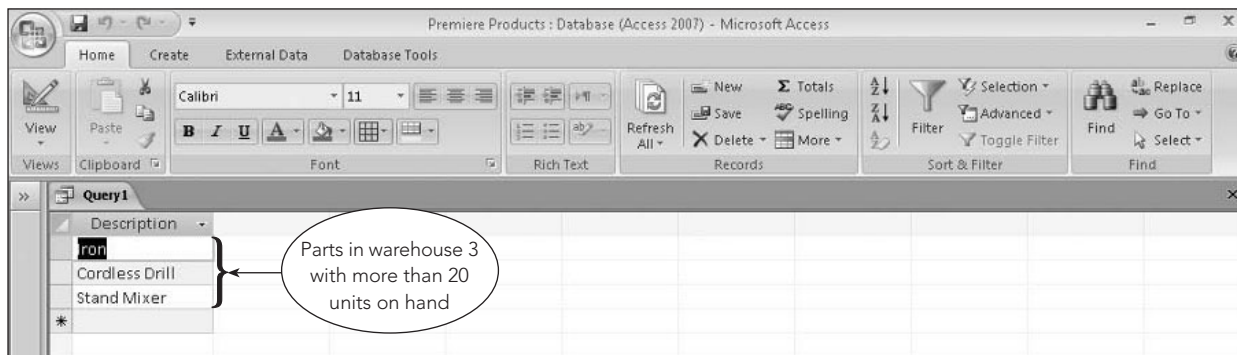 Premiere Products : Database (Access 2007) - Microsoft Access
Home Create External Data Database Tools
View
Paste
Calibri 11
B I U A
Refresh All
New
Save
Delete
Σ Totals
Spelling
More
Filter
Selection
Advanced
Toggle Filter
Find
Replace
Go To
Select
Views Clipboard Font Rich Text Records Sort & Filter Find
Query1
Description
Iron
Cordless Drill
Stand Mixer
Parts in warehouse 3
with more than 20
units on hand